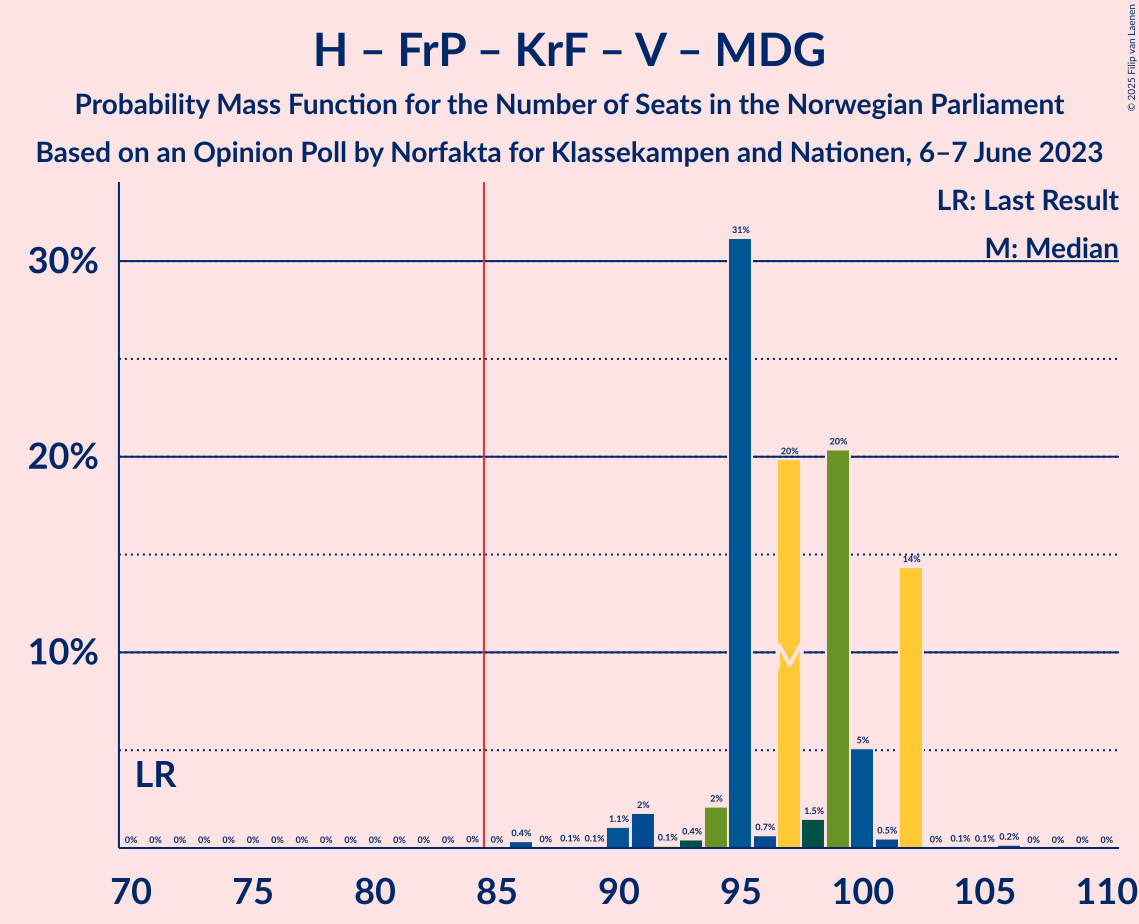 H – FrP – KrF – V – MDG
Probability Mass Function for the Number of Seats in the Norwegian Parliament
Based on an Opinion Poll by Norfakta for Klassekampen and Nationen, 6–7 June 2023
© 2025 Filip van Laenen
LR: Last Result
M: Median
30%
20%
10%
31%
20%
20%
14%
M
5%
LR
0% 0% 0% 0% 0% 0% 0% 0% 0% 0% 0% 0% 0% 0% 0% 0% 0.4% 0% 0.1% 0.1% 1.1% 2% 0.1% 0.4% 2% 0.7% 1.5% 0.5% 0% 0.1% 0.1% 0.2% 0% 0% 0% 0%
70 75 80 85 90 95 100 105 110